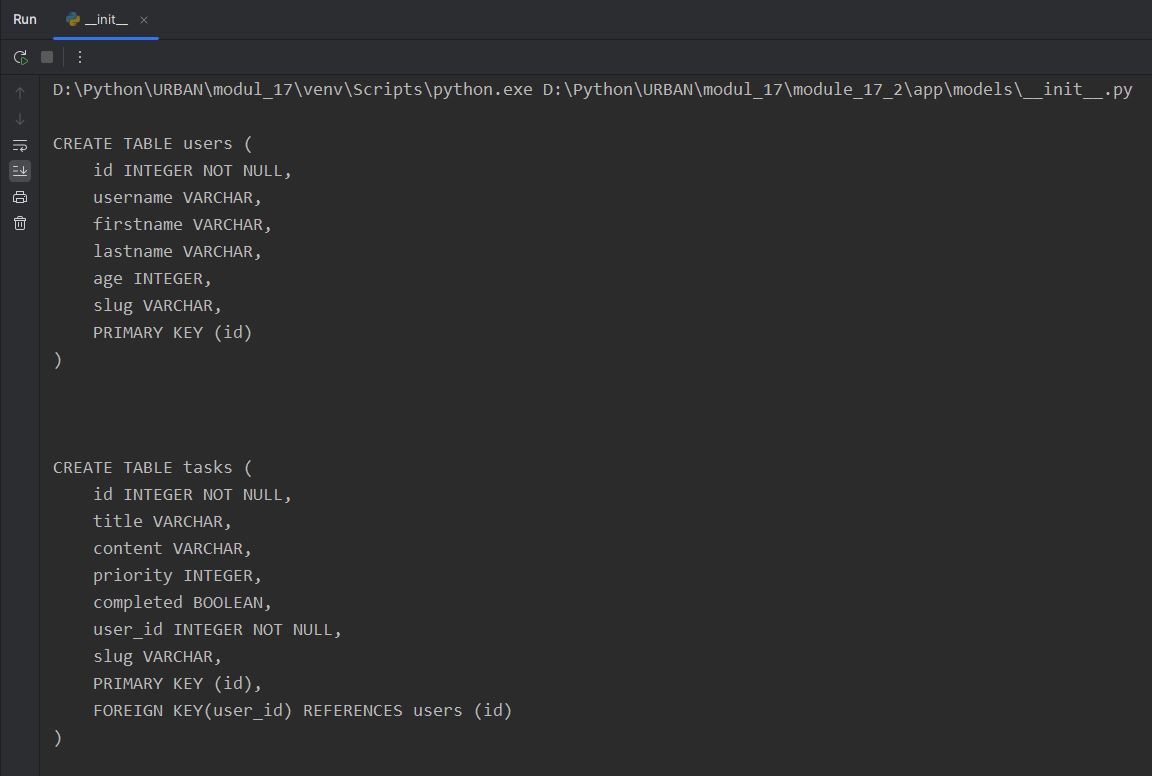 Run __init__
D:\Python\URBAN\modul_17\venv\Scripts\python.exe D:\Python\URBAN\modul_17\module_17_2\app\models\__init__.py
CREATE TABLE users (
id INTEGER NOT NULL,
username VARCHAR,
firstname VARCHAR,
lastname VARCHAR,
age INTEGER,
slug VARCHAR,
PRIMARY KEY (id)
)
CREATE TABLE tasks (
id INTEGER NOT NULL,
title VARCHAR,
content VARCHAR,
priority INTEGER,
completed BOOLEAN,
user_id INTEGER NOT NULL,
slug VARCHAR,
PRIMARY KEY (id),
FOREIGN KEY(user_id) REFERENCES users (id)
)